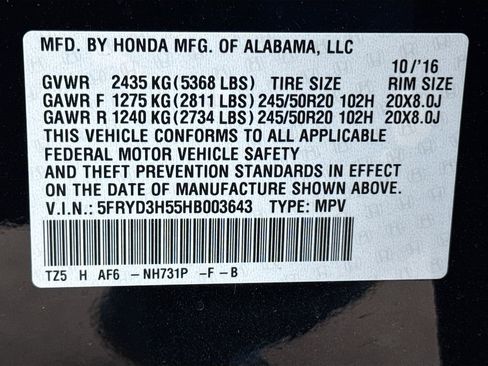 MFD. BY HONDA MFG. OF ALABAMA, LLC
10/'16
GVWR 2435 KG (5368 LBS) TIRE SIZE RIM SIZE
GAWR F 1275 KG (2811 LBS) 245/50R20 102H 20X8.0J
GAWR R 1240 KG (2734 LBS) 245/50R20 102H 20X8.0J
THIS VEHICLE CONFORMS TO ALL APPLICABLE
FEDERAL MOTOR VEHICLE SAFETY
AND THEFT PREVENTION STANDARDS IN EFFECT
ON THE DATE OF MANUFACTURE SHOWN ABOVE.
V.I.N.: 5FRYD3H55HB003643 TYPE: MPV
TZ5 H AF6 -NH731P -F-B